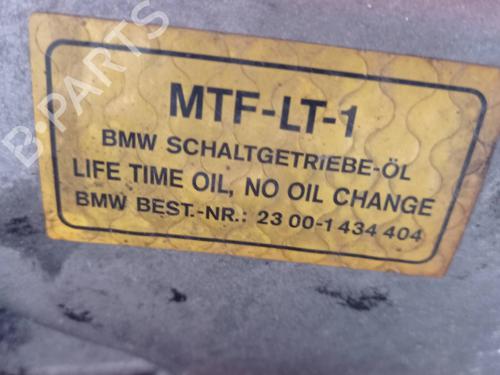 B-PARTS
MTF-LT-1
BMW SCHALTGETRIEBE-ÖL
LIFE TIME OIL, NO OIL CHANGE
BMW BEST.-NR.: 23 00-1 434 404